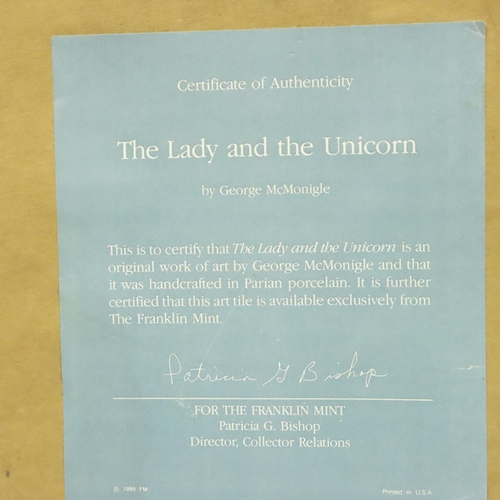 Certificate of Authenticity
The Lady and the Unicorn
by George McMonigle
This is to certify that The Lady and the Unicorn is an
original work of art by George McMonigle and that
it was handcrafted in Parian porcelain. It is further
certified that this art tile is available exclusively from
The Franklin Mint.
Patricia G. Bishop
FOR THE FRANKLIN MINT
Patricia G. Bishop
Director, Collector Relations
© 1986 FM Printed in U.S.A.